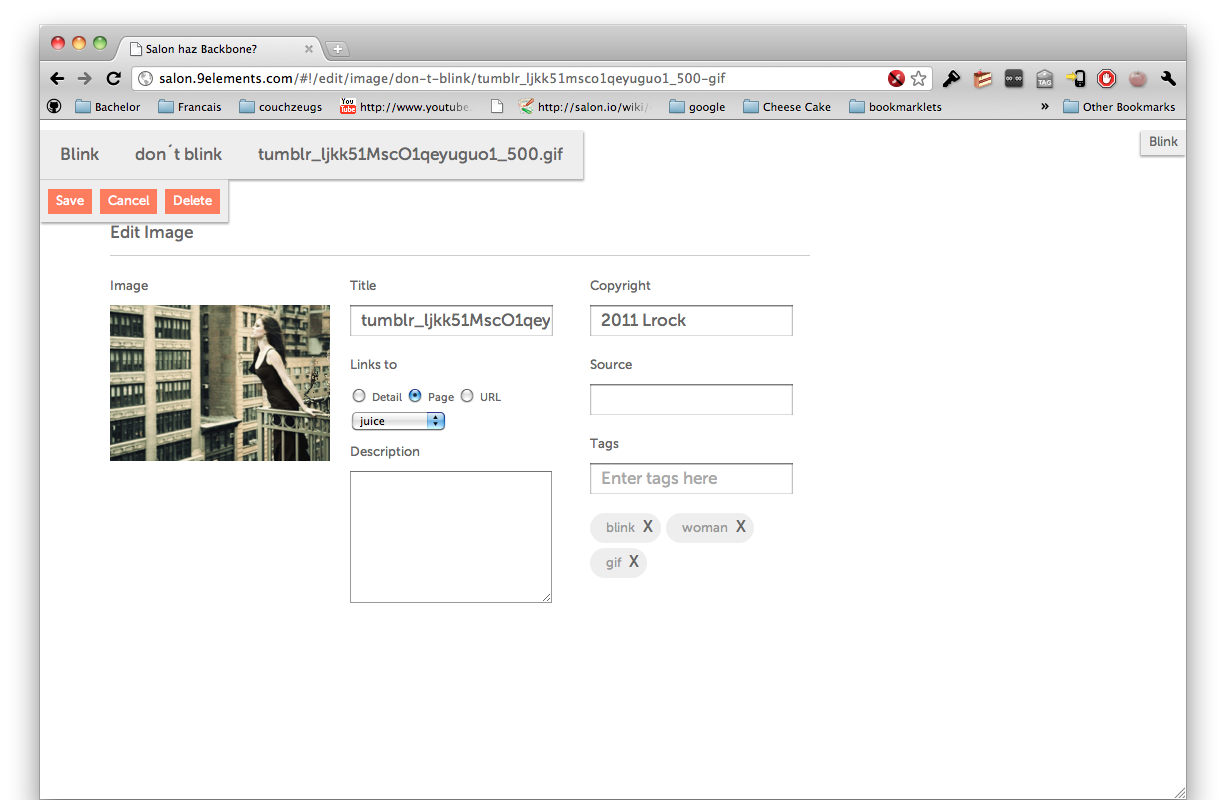 Salon haz Backbone?
salon.9elements.com/#!/edit/image/don-t-blink/tumblr_ljkk51msco1qeyuguo1_500-gif
TAG
Bachelor Francais couchzeugs You Tube http://www.youtube. http://salon.io/wiki/ google Cheese Cake bookmarklets » Other Bookmarks
Blink don´t blink tumblr_ljkk51MscO1qeyuguo1_500.gif Blink
Save Cancel Delete
Edit Image
Image Title Copyright
tumblr_ljkk51MscO1qey 2011 Lrock
Links to Source
Detail Page URL
juice
Description Tags
Enter tags here
blink X woman X
gif X